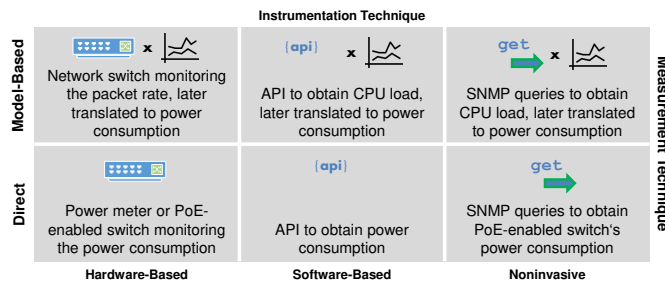 Instrumentation Technique
Model-Based
x
Network switch monitoring
the packet rate, later
translated to power
consumption
{api}
x
API to obtain CPU load,
later translated to power
consumption
get
x
SNMP queries to obtain
CPU load, later translated
to power consumption
Measurement Technique
Direct
Power meter or PoE-
enabled switch monitoring
the power consumption
{api}
API to obtain power
consumption
get
SNMP queries to obtain
PoE-enabled switch‘s
power consumption
Hardware-Based
Software-Based
Noninvasive